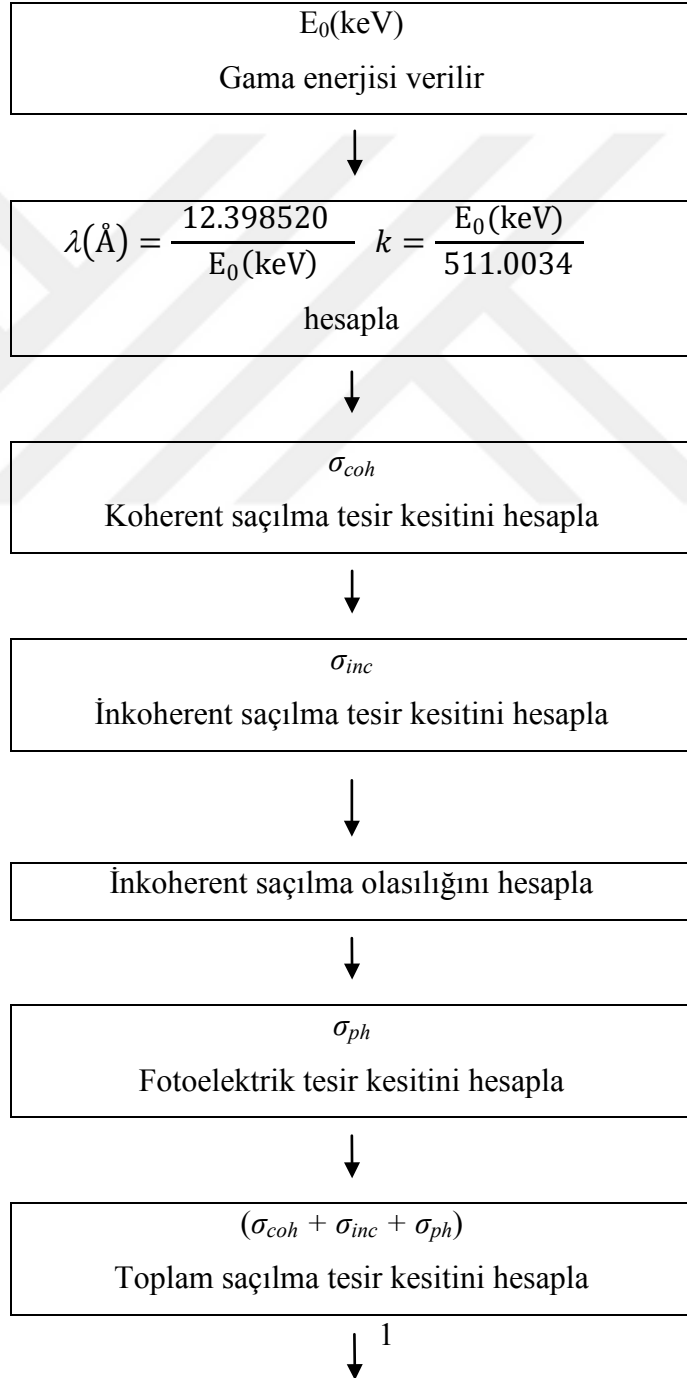 E₀(keV)
Gama enerjisi verilir
λ(Å) = 12.398520 / E₀(keV) k = E₀(keV) / 511.0034
hesapla
σcoh
Koherent saçılma tesir kesitini hesapla
σinc
İnkoherent saçılma tesir kesitini hesapla
İnkoherent saçılma olasılığını hesapla
σph
Fotoelektrik tesir kesitini hesapla
(σcoh + σinc + σph)
Toplam saçılma tesir kesitini hesapla
1